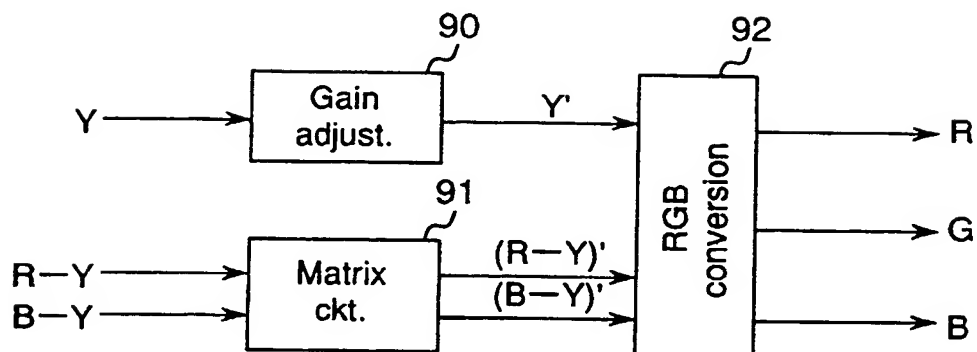 90
92
Y
Gain
adjust.
Y'
R
91
RGB
conversion
G
R—Y
B—Y
Matrix
ckt.
(R—Y)'
(B—Y)'
B